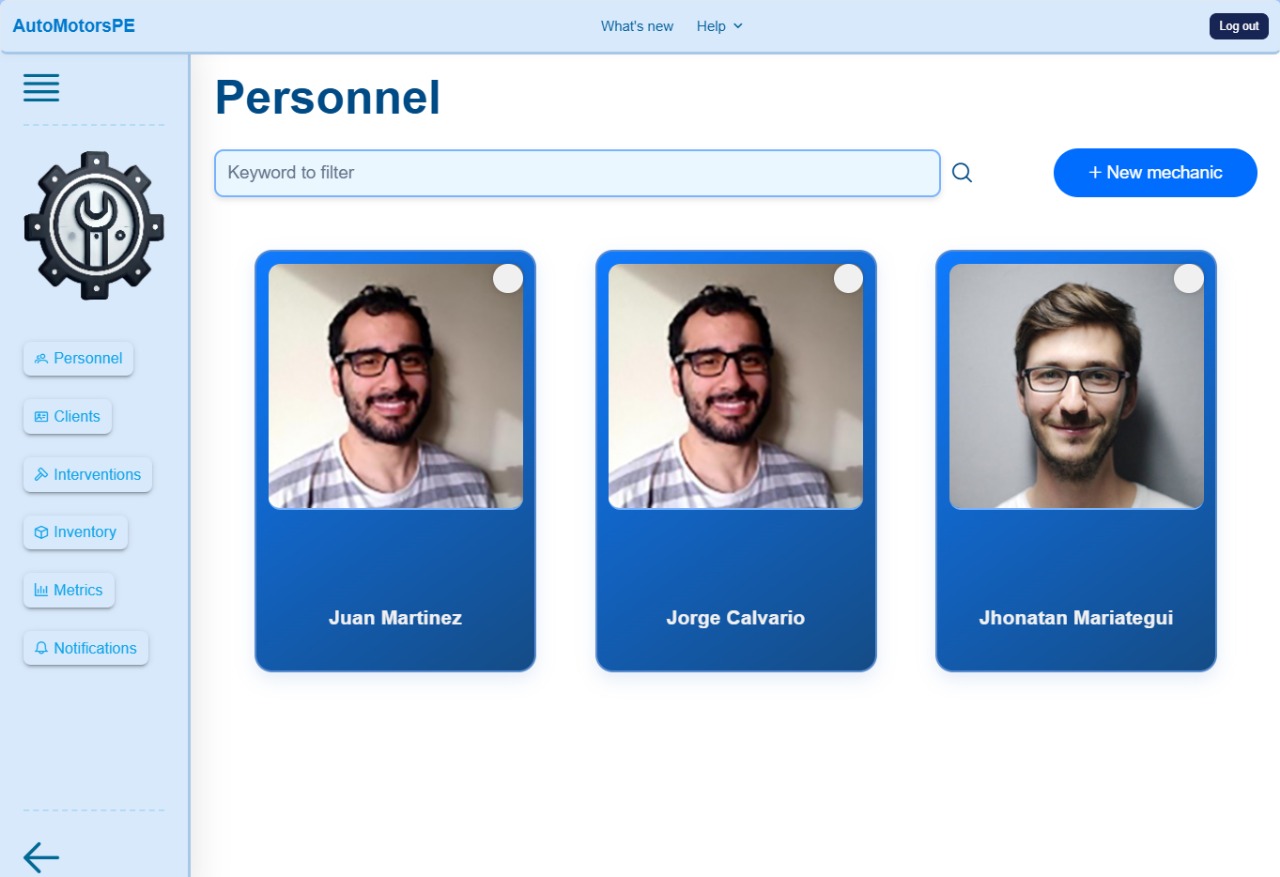 AutoMotorsPE
What's new
Help
Log out
Personnel
Keyword to filter
+ New mechanic
Personnel
Clients
Interventions
Inventory
Metrics
Notifications
Juan Martinez
Jorge Calvario
Jhonatan Mariategui